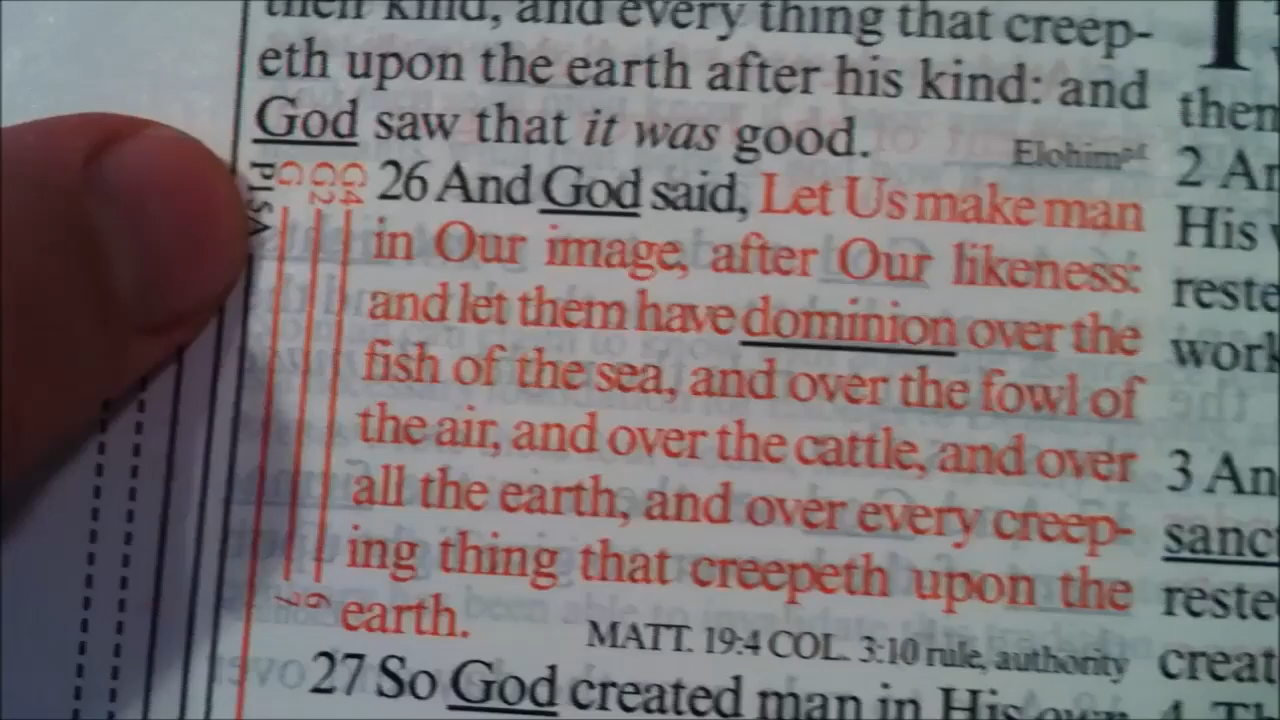 their kind, and every thing that creep-
eth upon the earth after his kind: and
God saw that it was good.
Elohim
26 And God said, Let Us make man
in Our image, after Our likeness:
and let them have dominion over the
fish of the sea, and over the fowl of
the air, and over the cattle, and over
all the earth, and over every creep-
ing thing that creepeth upon the
earth.
MATT. 19:4 COL. 3:10 rule, authority
27 So God created man in His own
C
C2
C4
7
6
then
2 An
His
reste
work
3 An
sanc
reste
creat